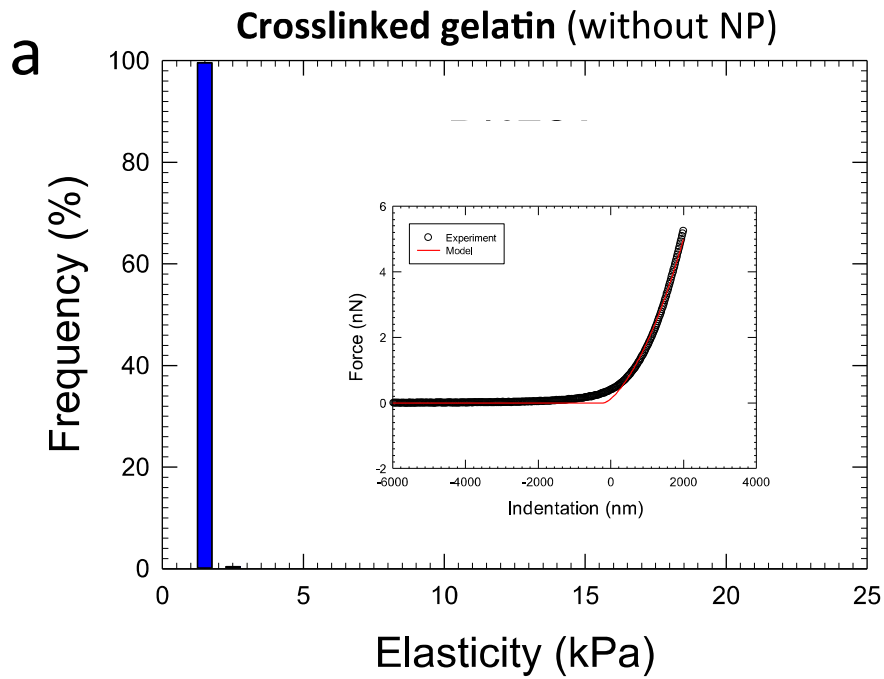 Crosslinked gelatin (without NP)
a
100
80
60
40
20
0
Frequency (%)
0 5 10 15 20 25
Elasticity (kPa)
6
4
2
0
-2
Force (nN)
Experiment
Model
-6000 -4000 -2000 0 2000 4000
Indentation (nm)